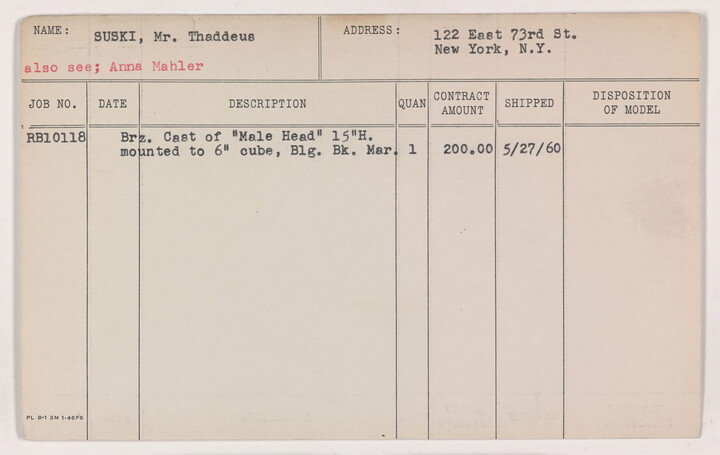 NAME: SUSKI, Mr. Thaddeus
ADDRESS: 122 East 73rd St.
New York, N.Y.
also see; Anna Mahler
JOB NO. DATE DESCRIPTION QUAN CONTRACT AMOUNT SHIPPED DISPOSITION OF MODEL
RB10118 Brz. Cast of "Male Head" 15"H.
mounted to 6" cube, Blg. Bk. Mar. 1 200.00 5/27/60